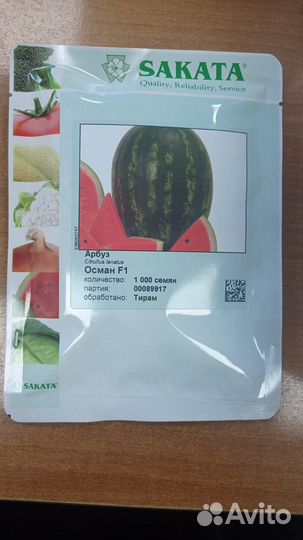 SAKATA®
Quality, Reliability, Service
Арбуз
Citrullus lanatus
Осман F1
количество: 1 000 семян
партия: 00089917
обработано: Тирам
SAKATA®
Avito